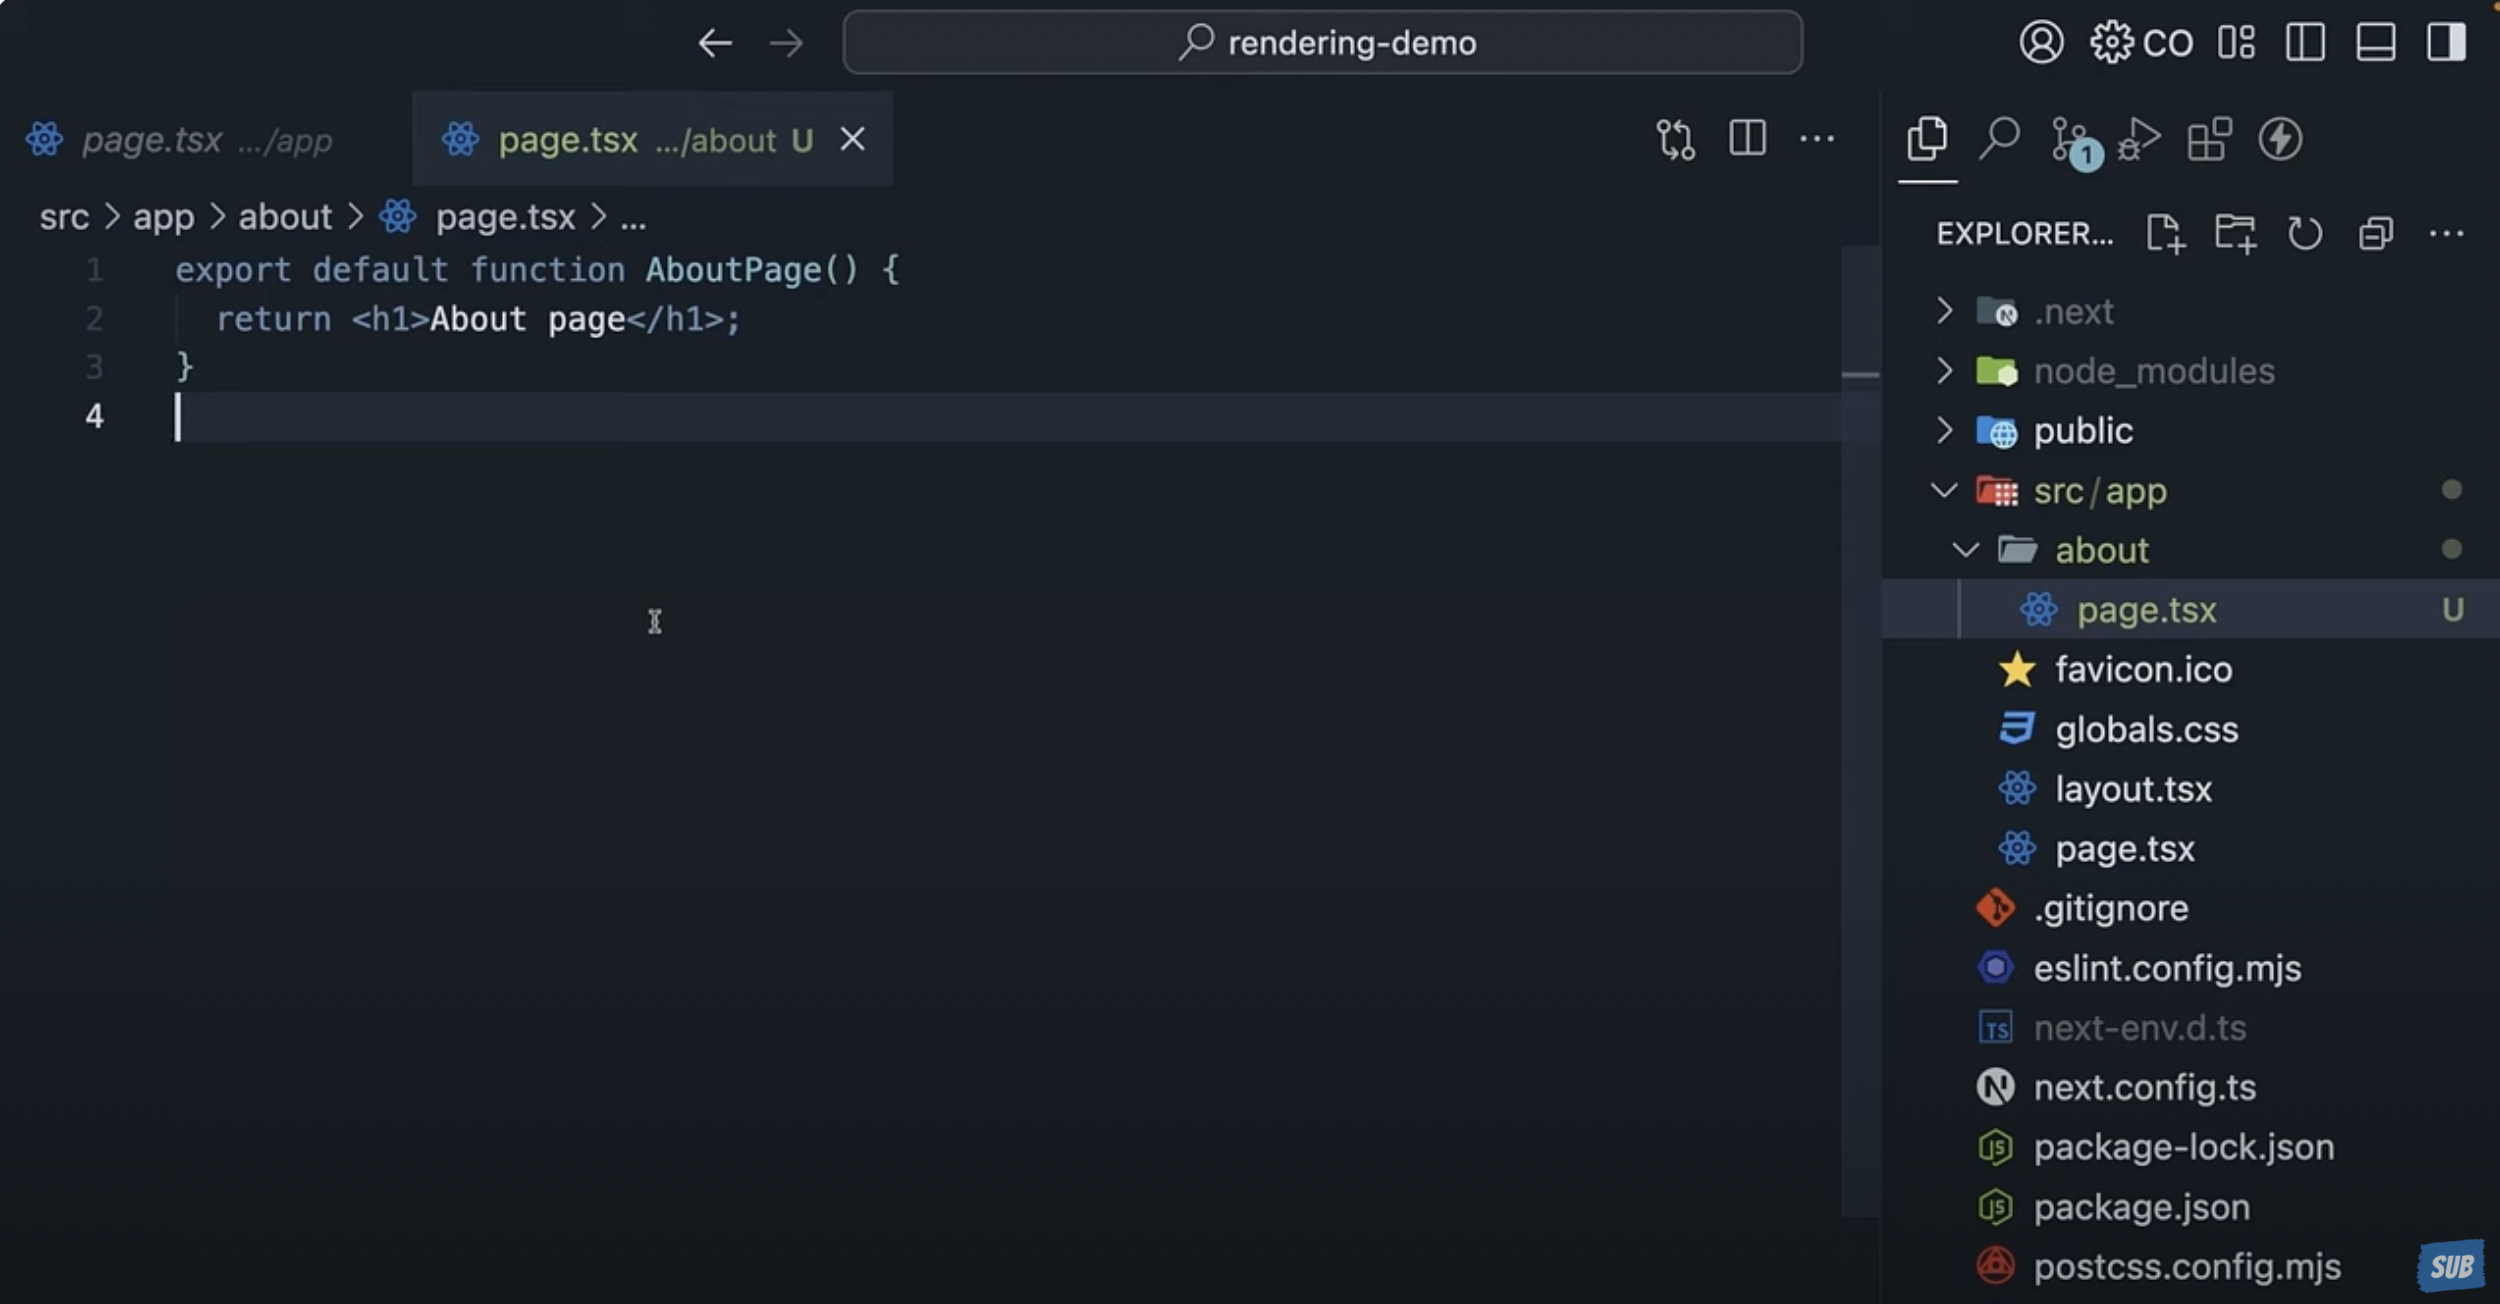 rendering-demo
CO
page.tsx .../app
page.tsx .../about U
1
src > app > about > page.tsx > ...
1 export default function AboutPage() {
2 return <h1>About page</h1>;
3 }
4
EXPLORER...
.next
node_modules
public
src / app
about
page.tsx U
favicon.ico
globals.css
layout.tsx
page.tsx
.gitignore
eslint.config.mjs
TS next-env.d.ts
N next.config.ts
JS package-lock.json
JS package.json
postcss.config.mjs
SUB